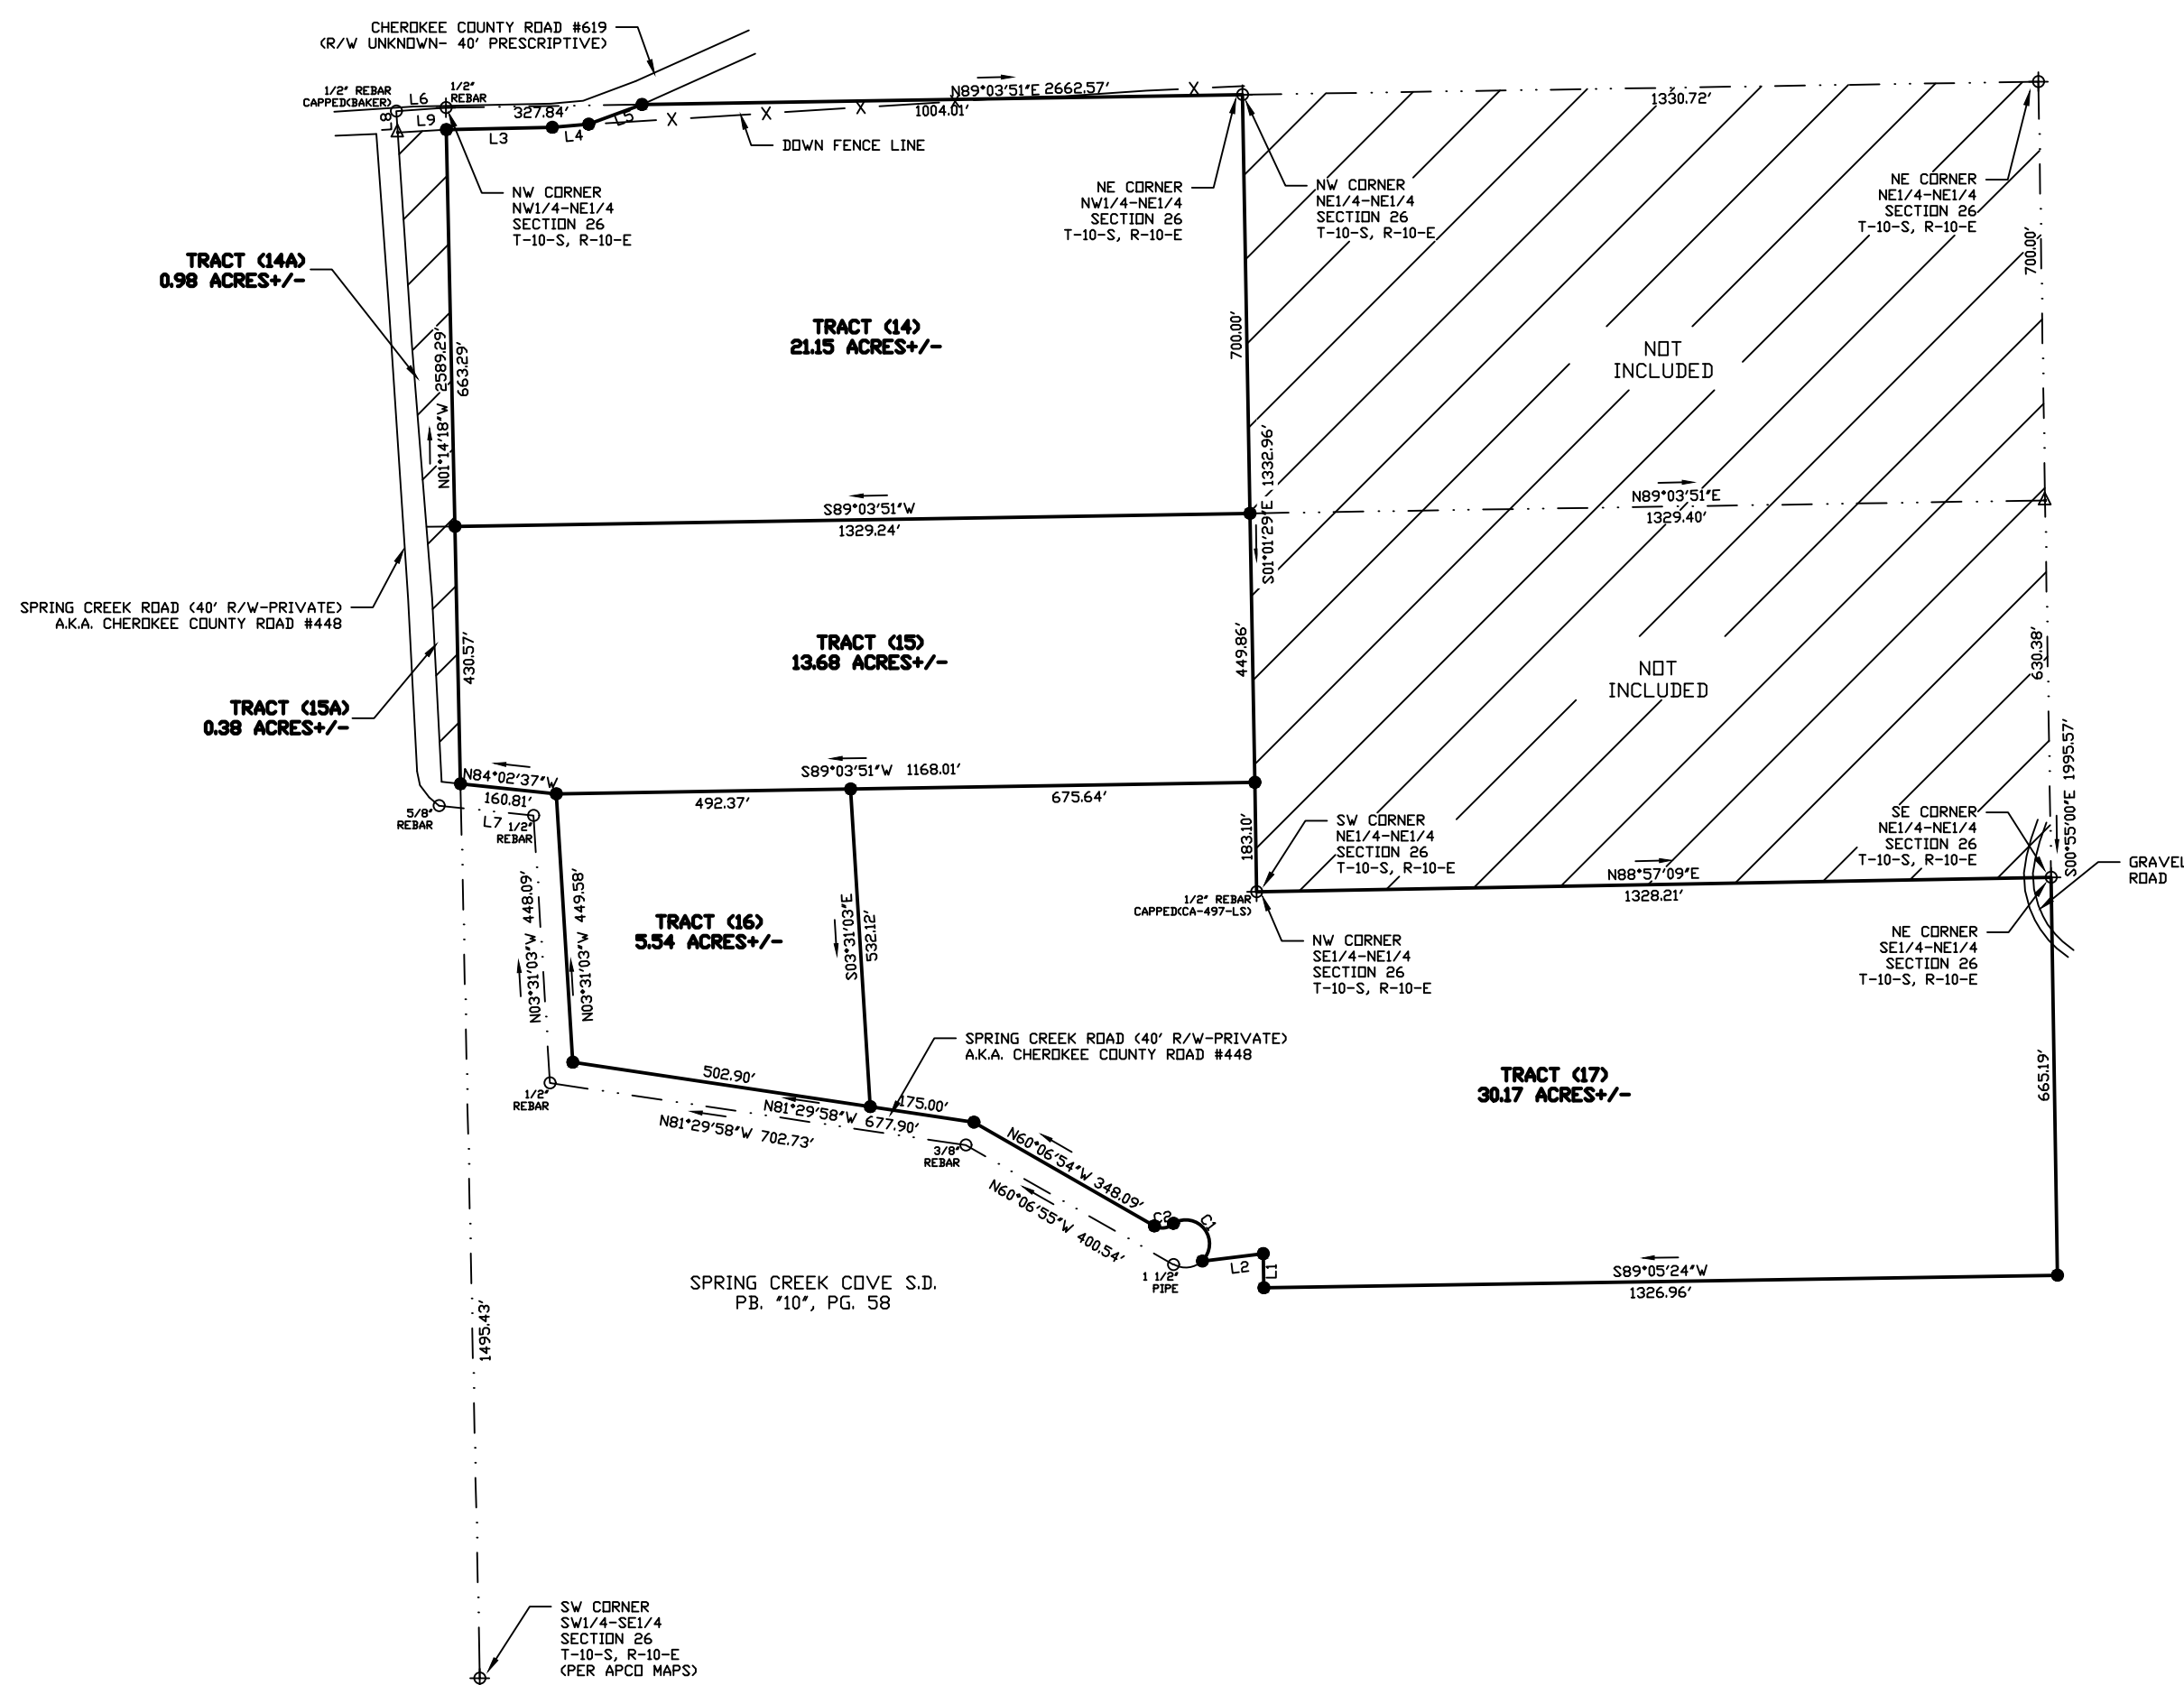 CHEROKEE COUNTY ROAD #619
(R/W UNKNOWN- 40' PRESCRIPTIVE)
1/2" REBAR
CAPPED(BAKER)
L6
1/2"
REBAR
L8
L9
327.84'
L3
L4
L5
N89°03'51"E 2662.57'
1004.01'
DOWN FENCE LINE
X
X
X
X
X
1330.72'
NW CORNER
NW1/4-NE1/4
SECTION 26
T-10-S, R-10-E
NE CORNER
NW1/4-NE1/4
SECTION 26
T-10-S, R-10-E
NW CORNER
NE1/4-NE1/4
SECTION 26
T-10-S, R-10-E
NE CORNER
NE1/4-NE1/4
SECTION 26
T-10-S, R-10-E
700.00'
TRACT (14A)
0.98 ACRES+/-
TRACT (14)
21.15 ACRES+/-
N01°14'18"W 2589.29'
663.29'
700.00'
NOT
INCLUDED
S01°01'29"E 1332.96'
S89°03'51"W
1329.24'
N89°03'51"E
1329.40'
SPRING CREEK ROAD (40' R/W-PRIVATE)
A.K.A. CHEROKEE COUNTY ROAD #448
430.57'
TRACT (15)
13.68 ACRES+/-
449.86'
NOT
INCLUDED
630.38'
TRACT (15A)
0.38 ACRES+/-
S00°55'00"E 1995.57'
N84°02'37"W
160.81'
S89°03'51"W 1168.01'
492.37'
675.64'
5/8"
REBAR
L7
1/2"
REBAR
183.10'
SW CORNER
NE1/4-NE1/4
SECTION 26
T-10-S, R-10-E
SE CORNER
NE1/4-NE1/4
SECTION 26
T-10-S, R-10-E
GRAVEL
ROAD
N88°57'09"E
1328.21'
1/2" REBAR
CAPPED(CA-497-LS)
N03°31'03"W 448.09'
N03°31'03"W 449.58'
TRACT (16)
5.54 ACRES+/-
S03°31'03"E
532.12'
NW CORNER
SE1/4-NE1/4
SECTION 26
T-10-S, R-10-E
NE CORNER
SE1/4-NE1/4
SECTION 26
T-10-S, R-10-E
SPRING CREEK ROAD (40' R/W-PRIVATE)
A.K.A. CHEROKEE COUNTY ROAD #448
TRACT (17)
30.17 ACRES+/-
665.19'
1/2"
REBAR
502.90'
175.00'
N81°29'58"W 677.90'
N81°29'58"W 702.73'
3/8"
REBAR
N60°06'54"W 348.09'
N60°06'55"W 400.54'
C2
C1
L2
L1
1 1/2"
PIPE
S89°05'24"W
1326.96'
SPRING CREEK COVE S.D.
PB. "10", PG. 58
1495.43'
SW CORNER
SW1/4-SE1/4
SECTION 26
T-10-S, R-10-E
(PER APCO MAPS)